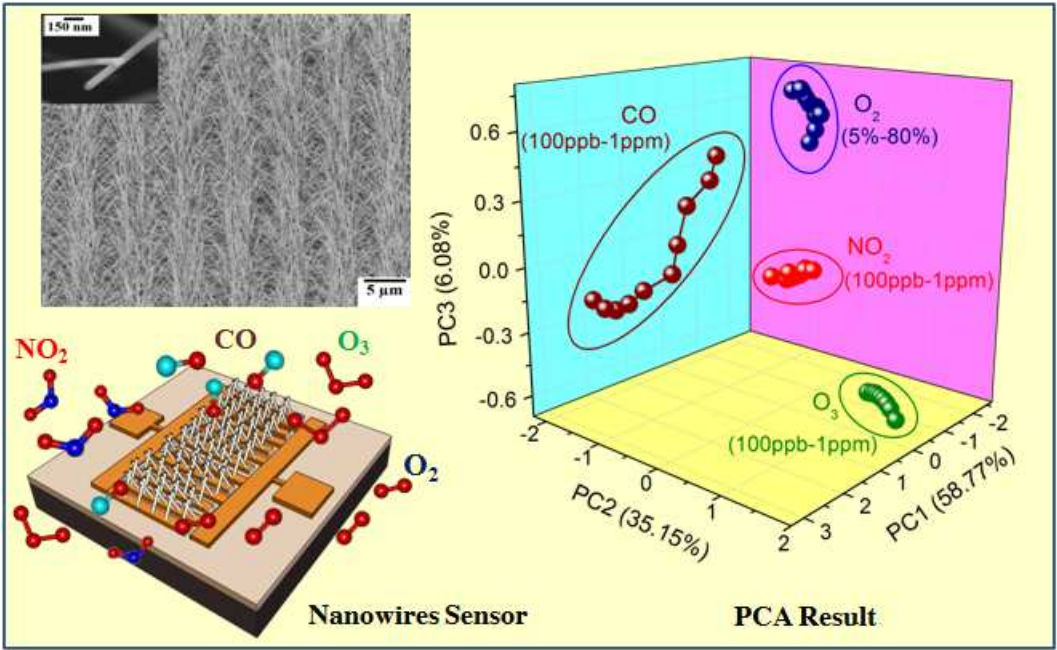 150 nm
5 µm
NO2
CO
O3
O2
Nanowires Sensor
CO
(100ppb-1ppm)
O2
(5%-80%)
NO2
(100ppb-1ppm)
O3
(100ppb-1ppm)
0.6
0.3
0.0
-0.3
-0.6
PC3 (6.08%)
-2
-1
0
1
2
PC2 (35.15%)
3
2
1
0
-1
-2
PC1 (58.77%)
PCA Result